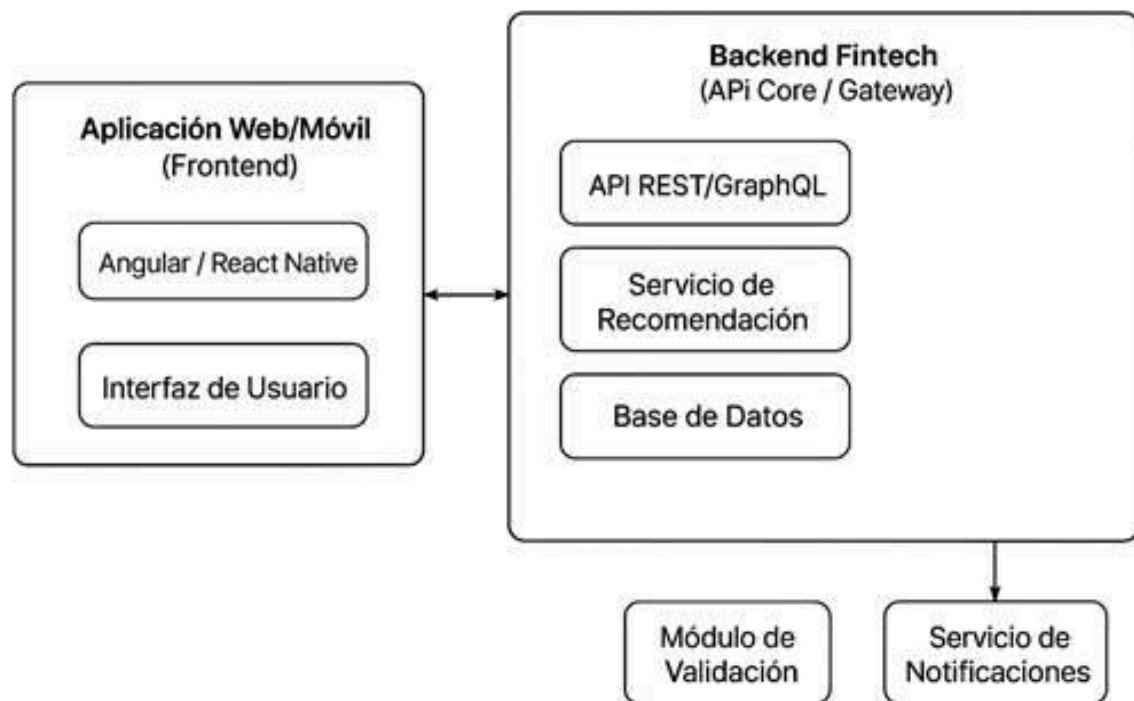 Aplicación Web/Móvil
(Frontend)
Angular / React Native
Interfaz de Usuario
Backend Fintech
(APi Core / Gateway)
API REST/GraphQL
Servicio de
Recomendación
Base de Datos
Módulo de
Validación
Servicio de
Notificaciones